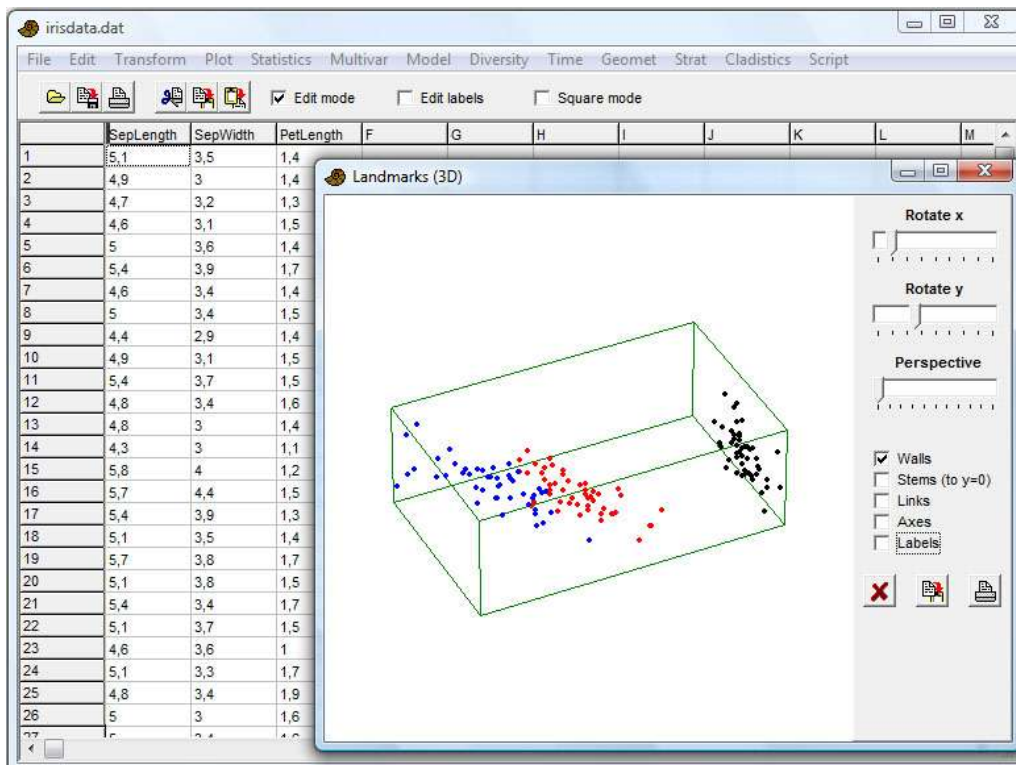 irisdata.dat
File Edit Transform Plot Statistics Multivar Model Diversity Time Geomet Strat Cladistics Script
Edit mode Edit labels Square mode
SepLength SepWidth PetLength F G H I J K L M
1 5,1 3,5 1,4
2 4,9 3 1,4
3 4,7 3,2 1,3
4 4,6 3,1 1,5
5 5 3,6 1,4
6 5,4 3,9 1,7
7 4,6 3,4 1,4
8 5 3,4 1,5
9 4,4 2,9 1,4
10 4,9 3,1 1,5
11 5,4 3,7 1,5
12 4,8 3,4 1,6
13 4,8 3 1,4
14 4,3 3 1,1
15 5,8 4 1,2
16 5,7 4,4 1,5
17 5,4 3,9 1,3
18 5,1 3,5 1,4
19 5,7 3,8 1,7
20 5,1 3,8 1,5
21 5,4 3,4 1,7
22 5,1 3,7 1,5
23 4,6 3,6 1
24 5,1 3,3 1,7
25 4,8 3,4 1,9
26 5 3 1,6
Landmarks (3D)
Rotate x
Rotate y
Perspective
Walls
Stems (to y=0)
Links
Axes
Labels